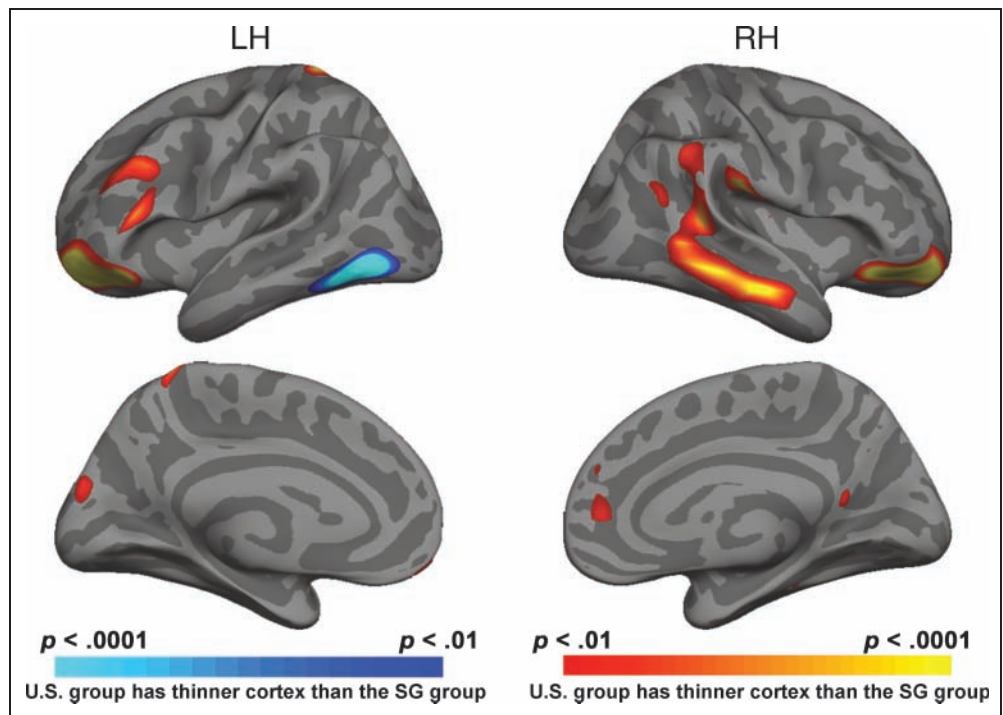 LH RH
p < .0001 p < .01 p < .01 p < .0001
U.S. group has thinner cortex than the SG group U.S. group has thinner cortex than the SG group